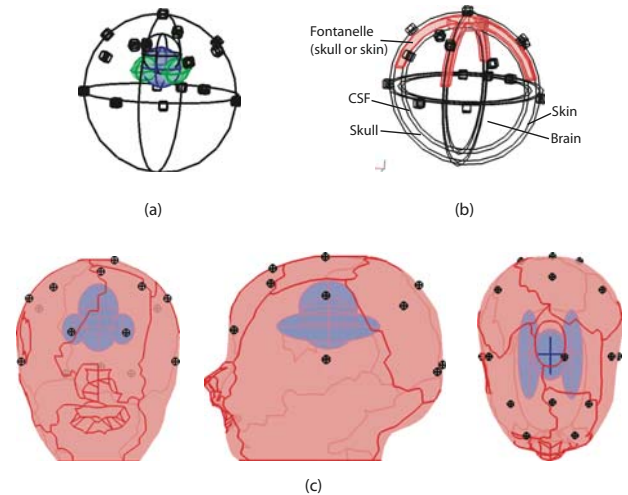 Fontanelle
(skull or skin)
CSF
Skull
Skin
Brain
(a)
(b)
(c)